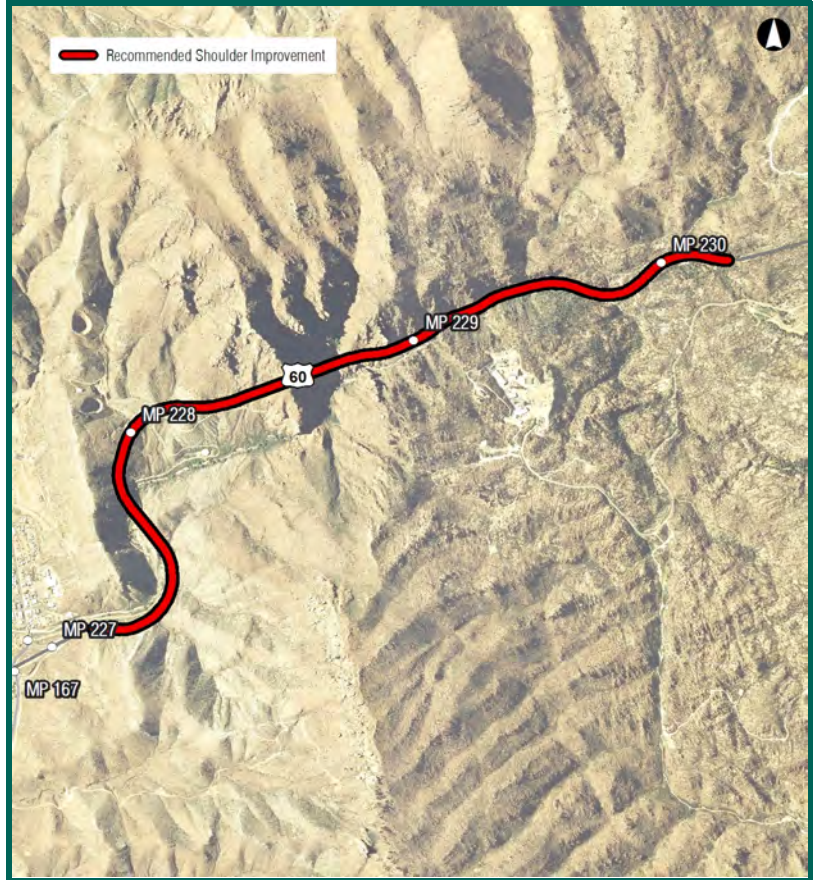 Recommended Shoulder Improvement
MP 230
MP 229
60
MP 228
MP 227
MP 167